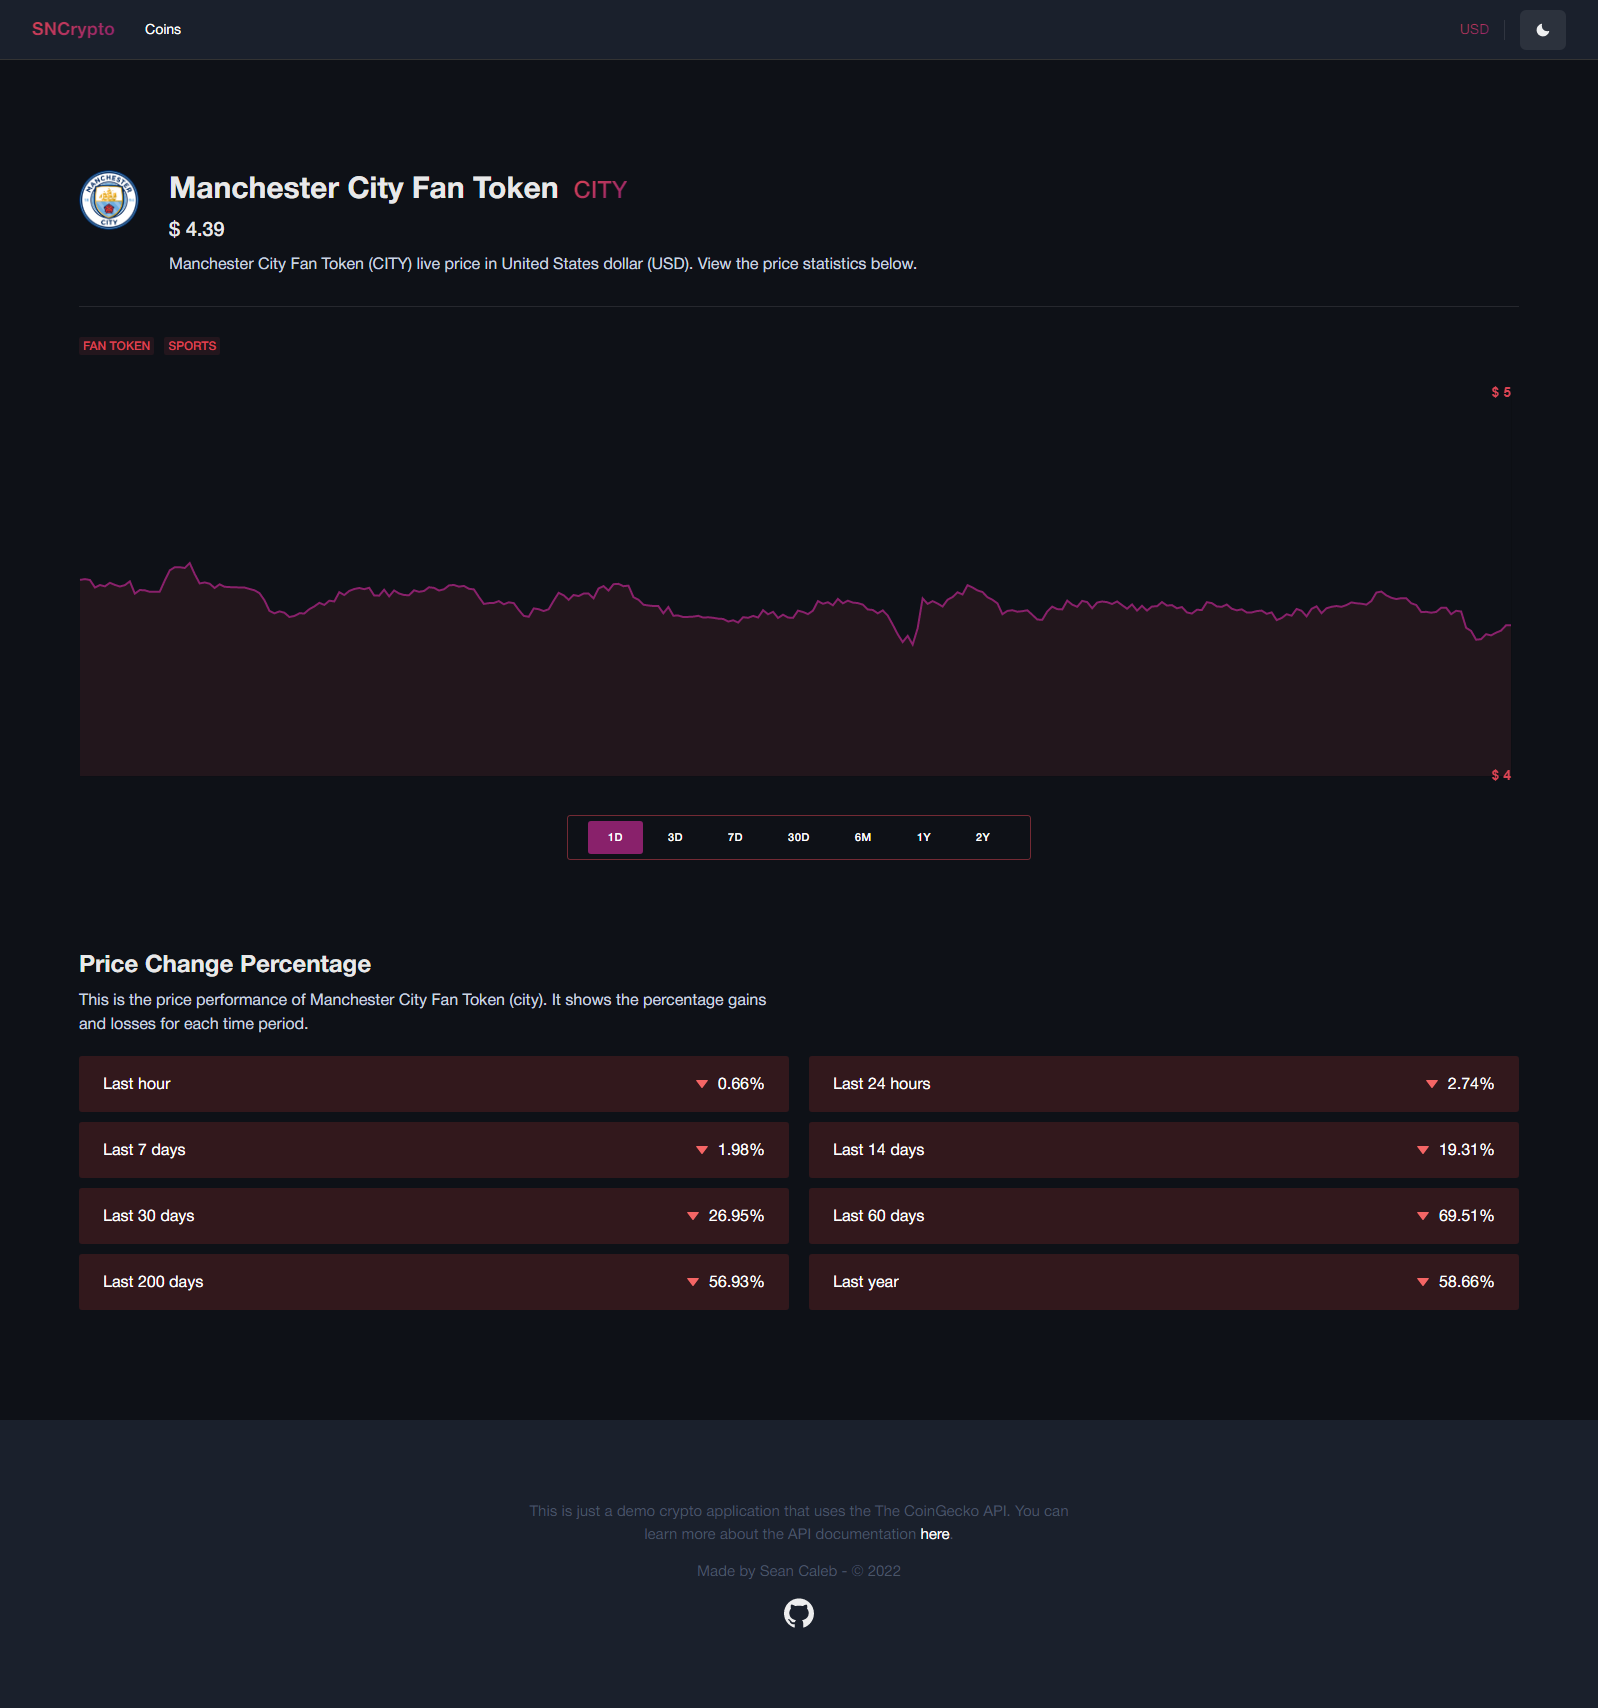 SNCrypto Coins USD
Manchester City Fan Token CITY
MANCHESTER
CITY
$ 4.39
Manchester City Fan Token (CITY) live price in United States dollar (USD). View the price statistics below.
FAN TOKEN SPORTS
$ 5
$ 4
1D 3D 7D 30D 6M 1Y 2Y
Price Change Percentage
This is the price performance of Manchester City Fan Token (city). It shows the percentage gains
and losses for each time period.
Last hour 0.66%
Last 24 hours 2.74%
Last 7 days 1.98%
Last 14 days 19.31%
Last 30 days 26.95%
Last 60 days 69.51%
Last 200 days 56.93%
Last year 58.66%
This is just a demo crypto application that uses the The CoinGecko API. You can
learn more about the API documentation here
Made by Sean Caleb - © 2022